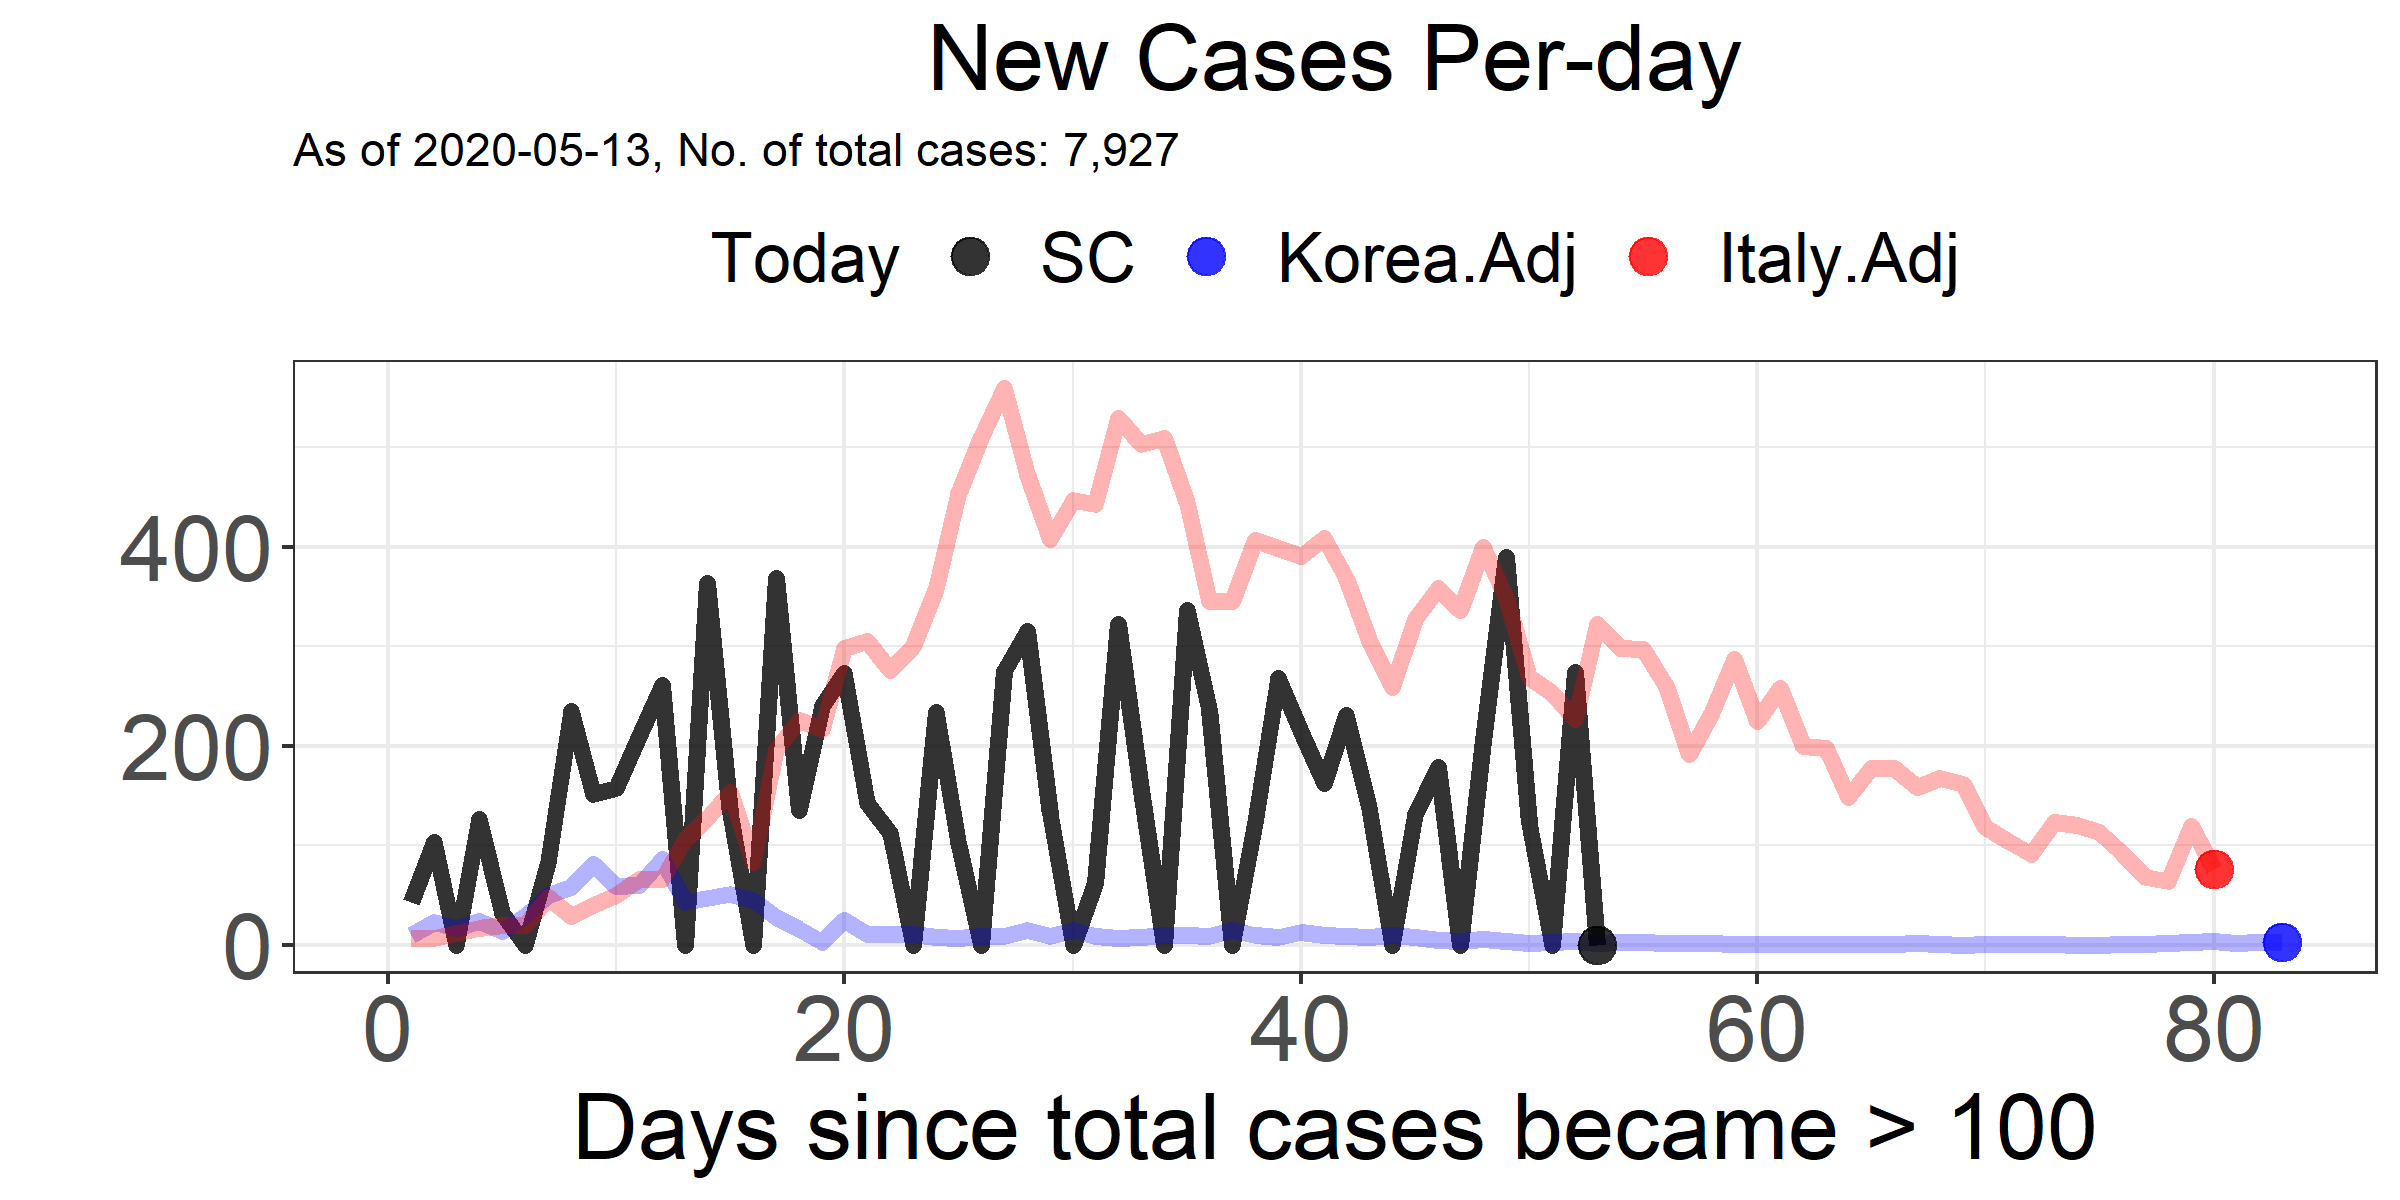 New Cases Per-day
As of 2020-05-13, No. of total cases: 7,927
Today SC Korea.Adj Italy.Adj
400
200
0
0 20 40 60 80
Days since total cases became > 100